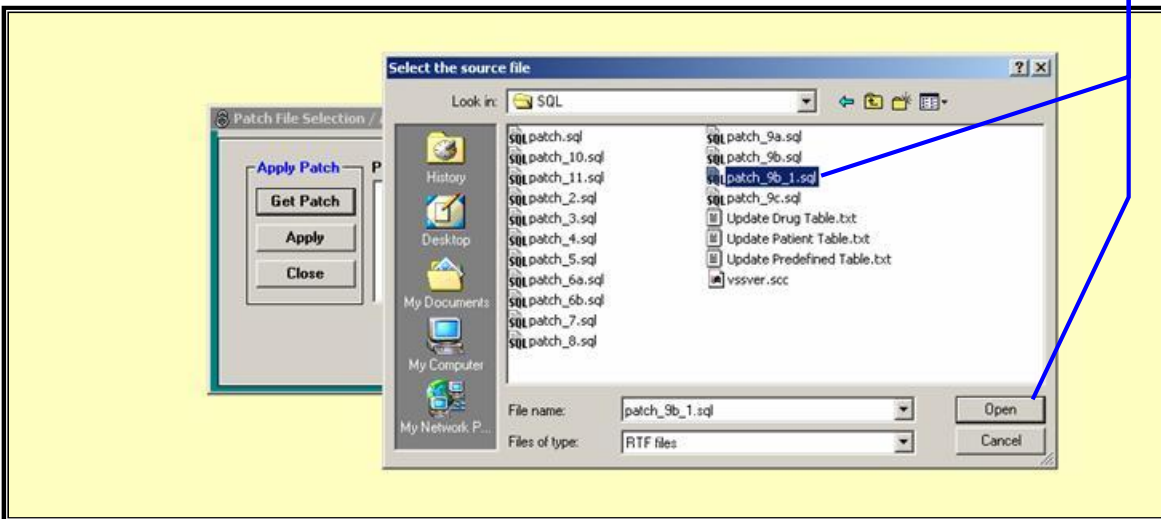 Select the source file
Look in: SQL
Patch File Selection /
Apply Patch
Get Patch
Apply
Close
History
Desktop
My Documents
My Computer
My Network P...
patch.sql
patch_10.sql
patch_11.sql
patch_2.sql
patch_3.sql
patch_4.sql
patch_5.sql
patch_6a.sql
patch_6b.sql
patch_7.sql
patch_8.sql
patch_9a.sql
patch_9b.sql
patch_9b_1.sql
patch_9c.sql
Update Drug Table.txt
Update Patient Table.txt
Update Predefined Table.txt
vssver.scc
File name: patch_9b_1.sql
Open
Files of type: RTF files
Cancel